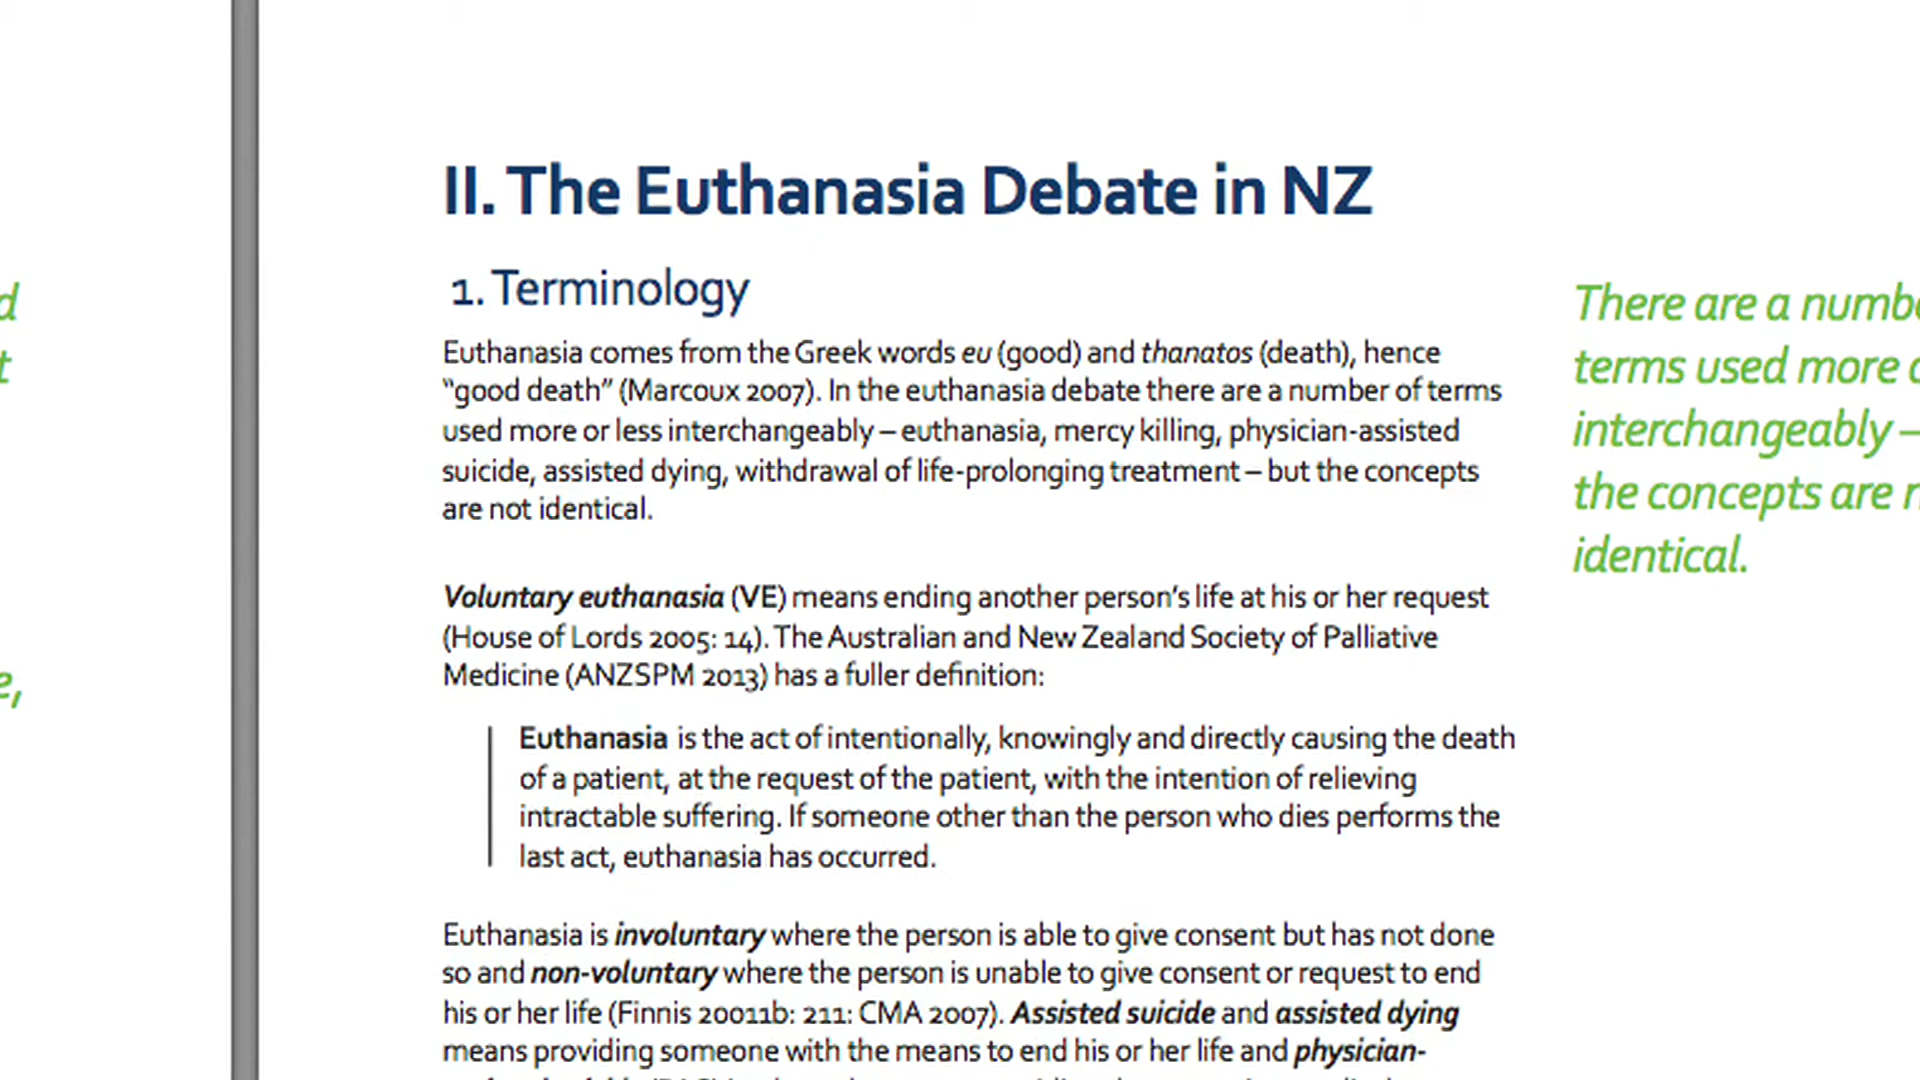 II. The Euthanasia Debate in NZ
1. Terminology
Euthanasia comes from the Greek words eu (good) and thanatos (death), hence
“good death” (Marcoux 2007). In the euthanasia debate there are a number of terms
used more or less interchangeably – euthanasia, mercy killing, physician-assisted
suicide, assisted dying, withdrawal of life-prolonging treatment – but the concepts
are not identical.
Voluntary euthanasia (VE) means ending another person’s life at his or her request
(House of Lords 2005: 14). The Australian and New Zealand Society of Palliative
Medicine (ANZSPM 2013) has a fuller definition:
Euthanasia is the act of intentionally, knowingly and directly causing the death
of a patient, at the request of the patient, with the intention of relieving
intractable suffering. If someone other than the person who dies performs the
last act, euthanasia has occurred.
Euthanasia is involuntary where the person is able to give consent but has not done
so and non-voluntary where the person is unable to give consent or request to end
his or her life (Finnis 20011b: 211: CMA 2007). Assisted suicide and assisted dying
means providing someone with the means to end his or her life and physician-
There are a
terms used more
interchangeably –
the concepts are
identical.